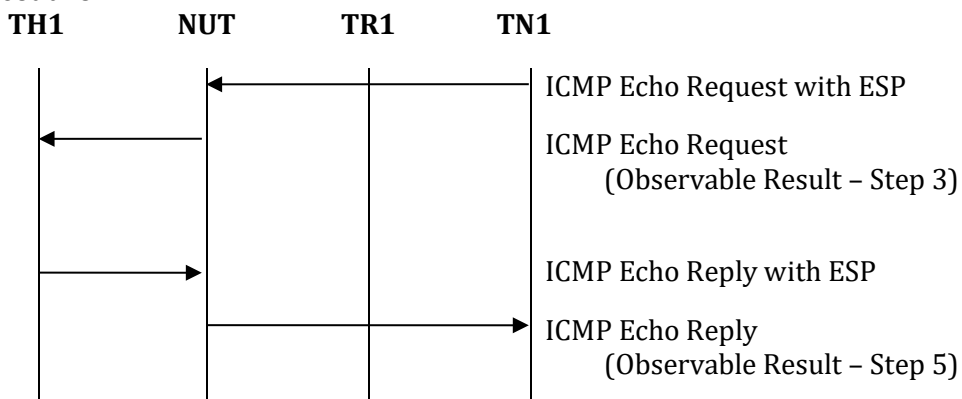 TH1 NUT TR1 TN1
ICMP Echo Request with ESP
ICMP Echo Request
(Observable Result – Step 3)
ICMP Echo Reply with ESP
ICMP Echo Reply
(Observable Result – Step 5)